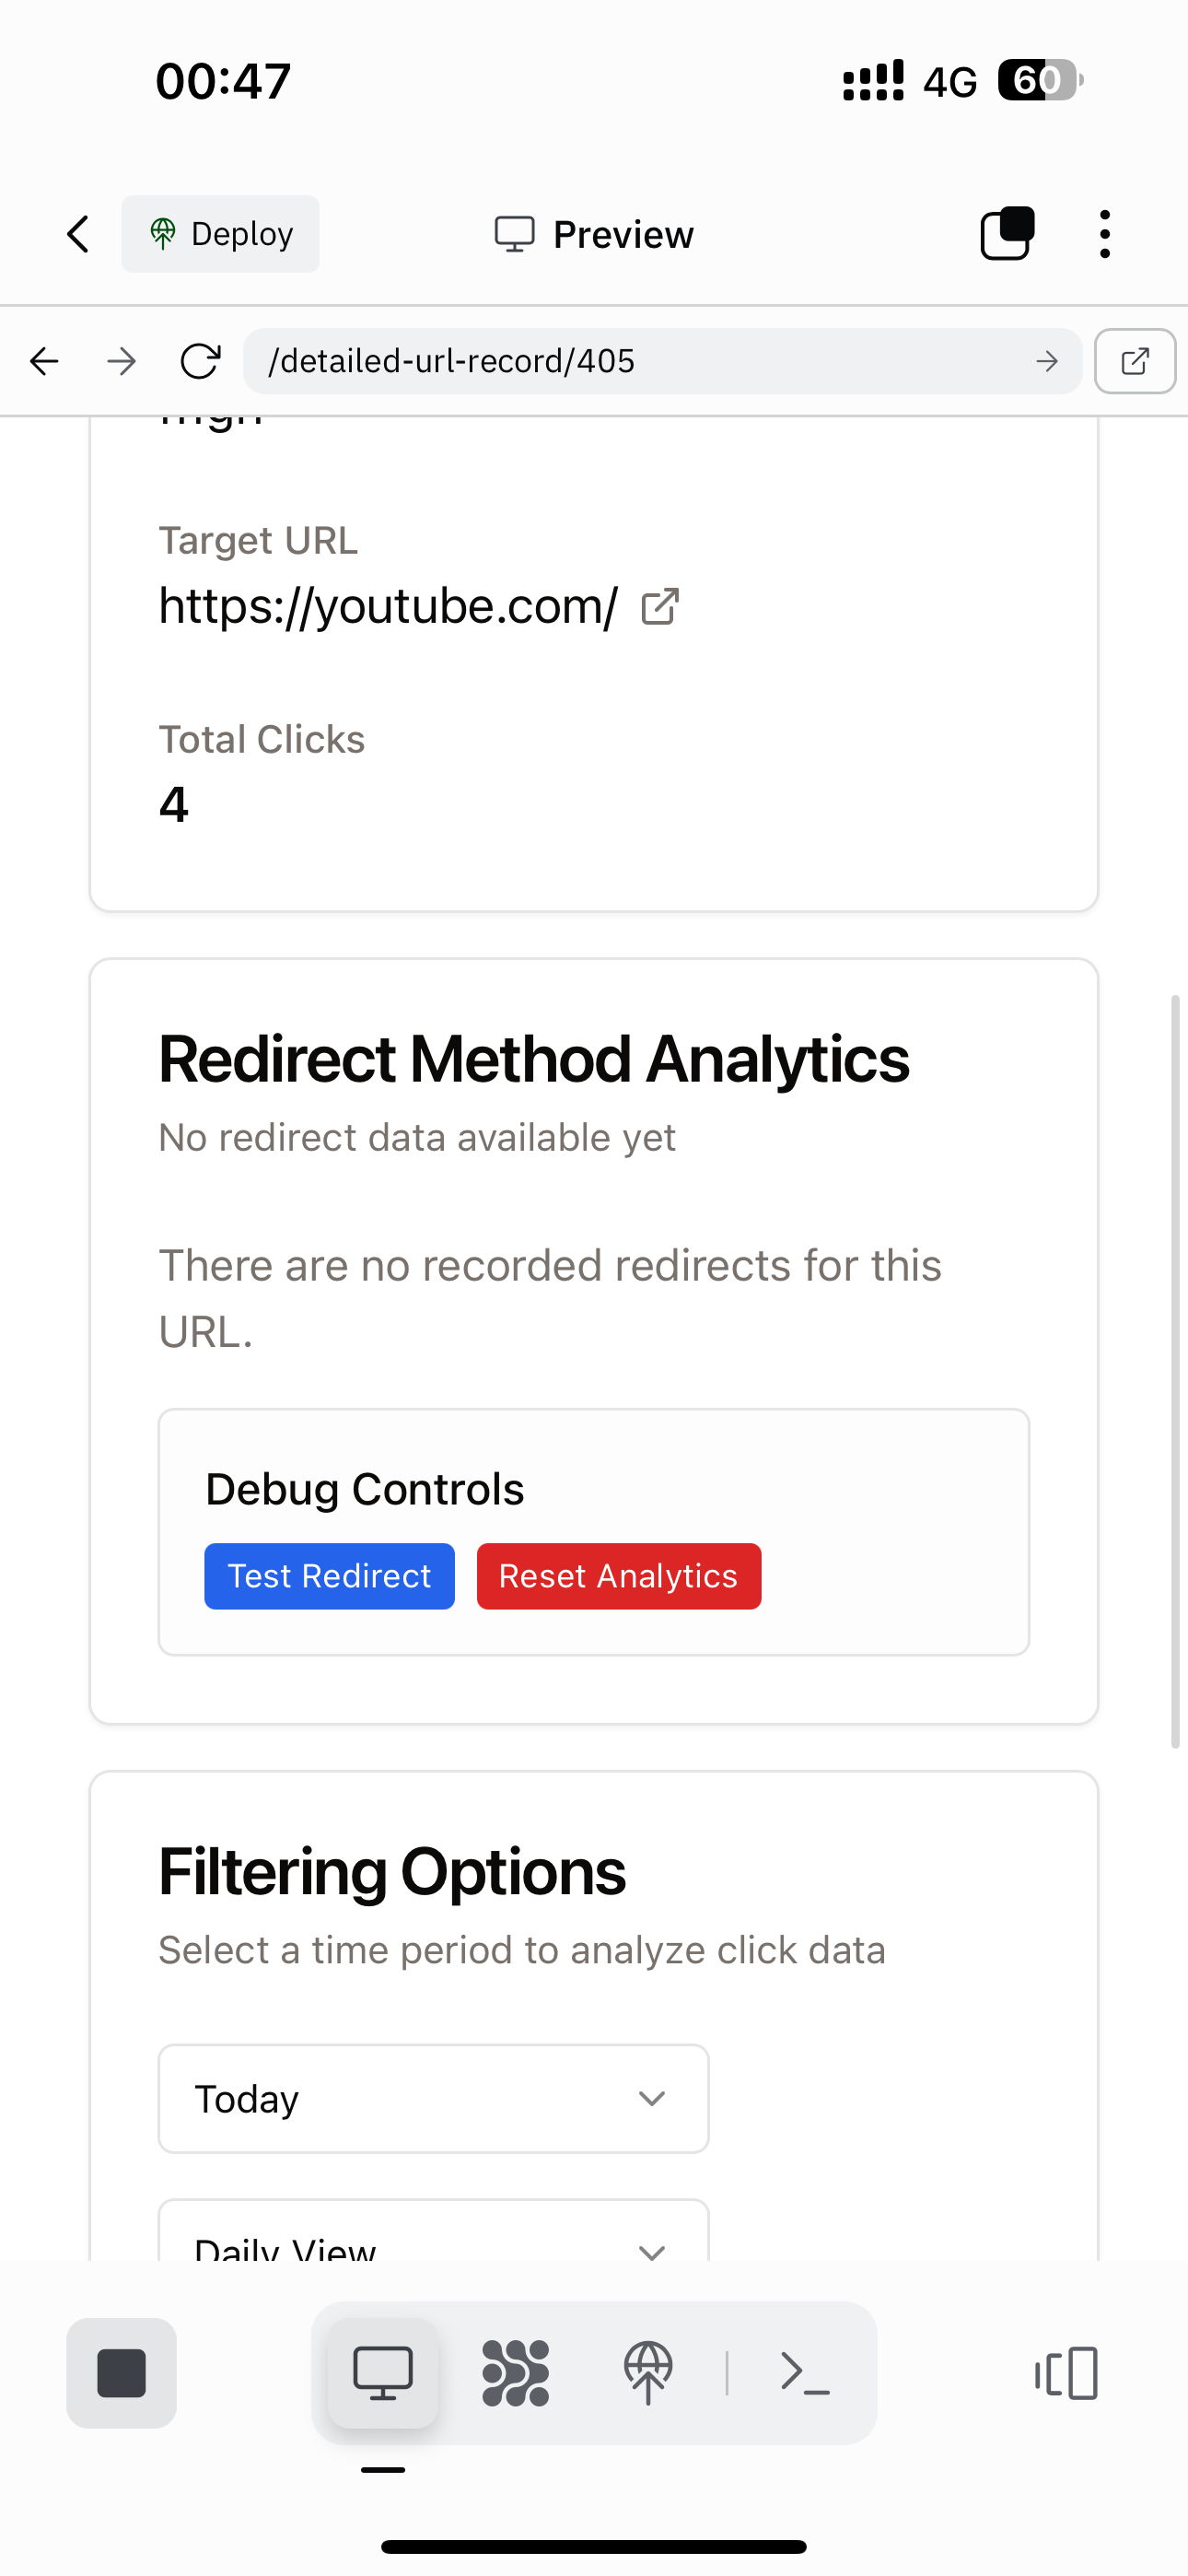 00:47
4G
60
Deploy
Preview
/detailed-url-record/405
Target URL
https://youtube.com/
Total Clicks
4
Redirect Method Analytics
No redirect data available yet
There are no recorded redirects for this
URL.
Debug Controls
Test Redirect
Reset Analytics
Filtering Options
Select a time period to analyze click data
Today
Daily View